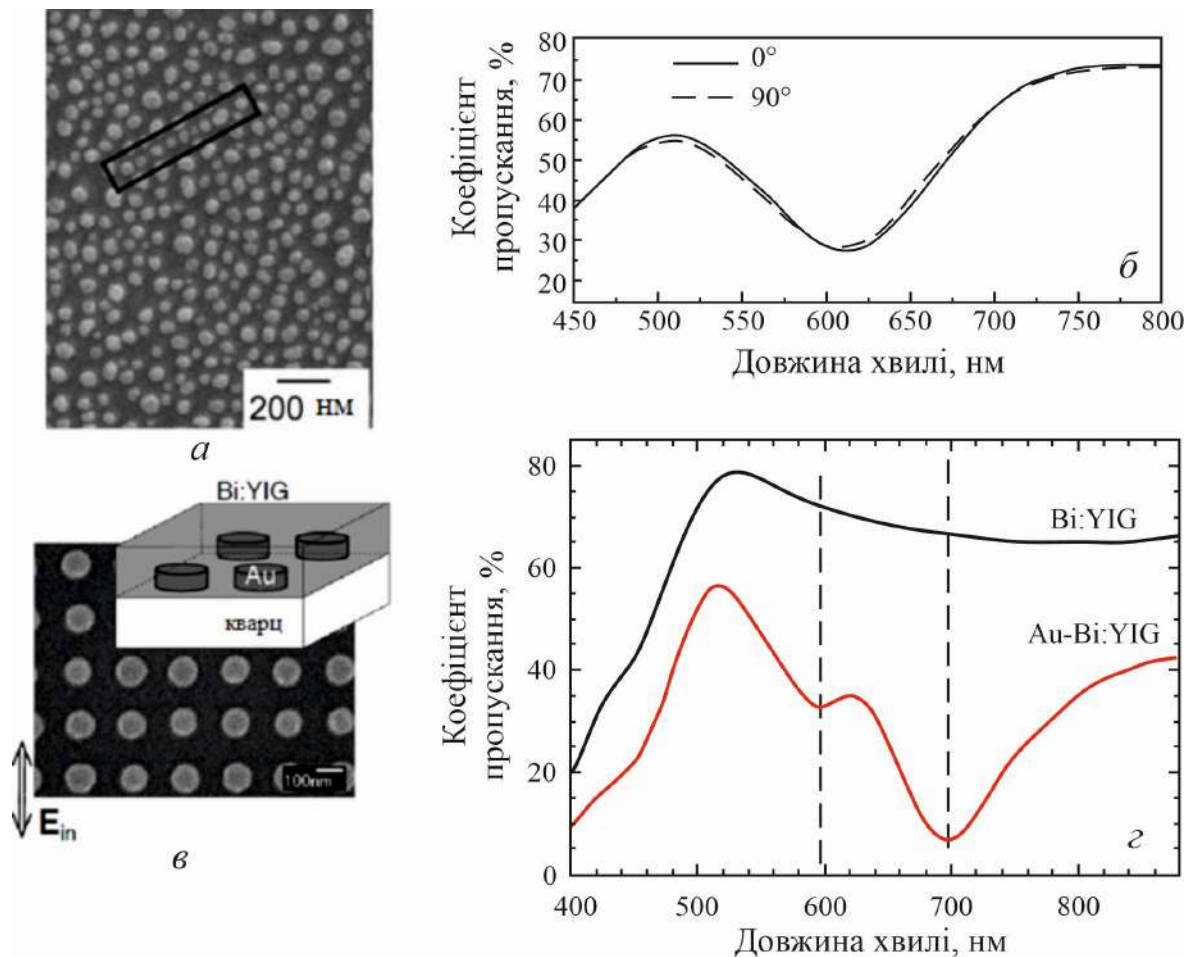 200 нм
а
80
70
60
50
40
30
20
0°
90°
б
450 500 550 600 650 700 750 800
Коефіцієнт
пропускання, %
Довжина хвилі, нм
Bi:YIG
Au
кварц
100nm
E_in
в
80
60
40
20
0
Bi:YIG
Au-Bi:YIG
г
400 500 600 700 800
Коефіцієнт
пропускання, %
Довжина хвилі, нм